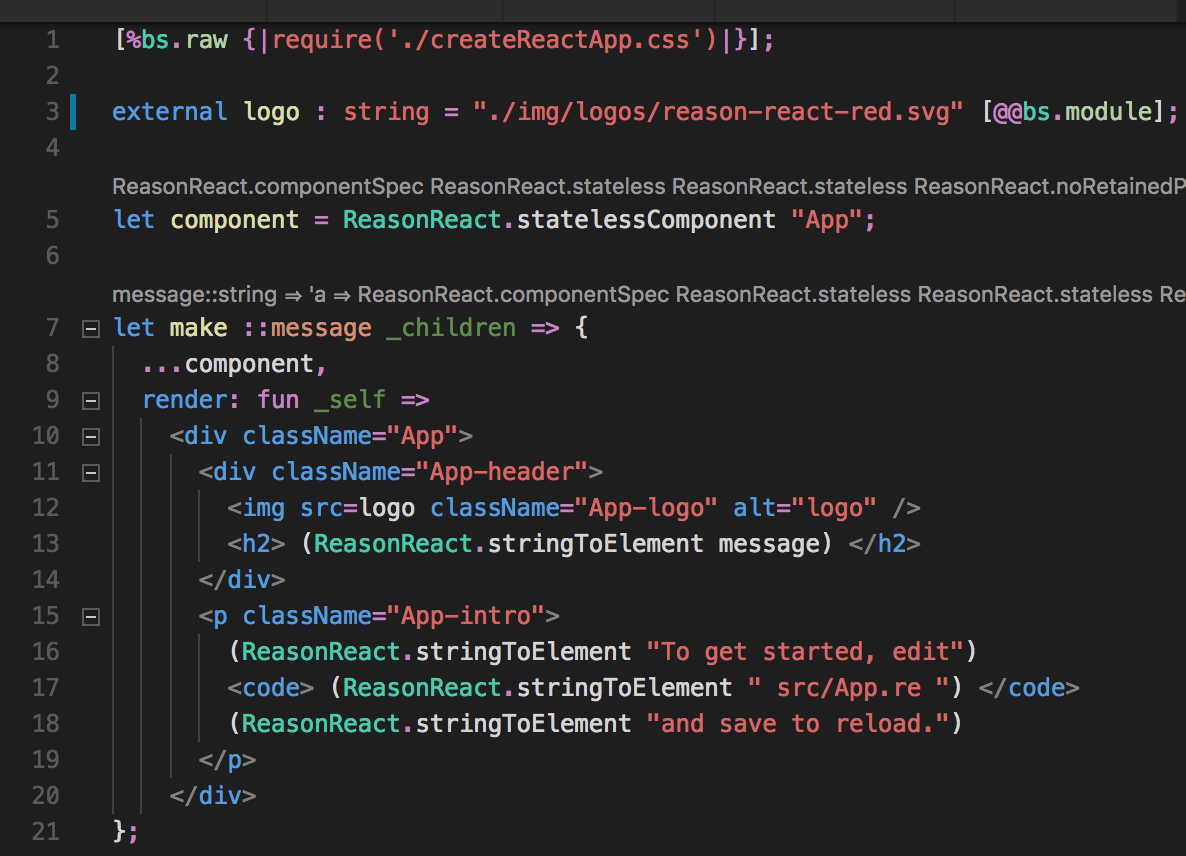 1 [%bs.raw {|require('./createReactApp.css')|}];
2
3 external logo : string = "./img/logos/reason-react-red.svg" [@@bs.module];
4
ReasonReact.componentSpec ReasonReact.stateless ReasonReact.stateless ReasonReact.noRetainedP
5 let component = ReasonReact.statelessComponent "App";
6
message::string ⇒ 'a ⇒ ReasonReact.componentSpec ReasonReact.stateless ReasonReact.stateless Re
7 let make ::message _children => {
8 ...component,
9 render: fun _self =>
10 <div className="App">
11 <div className="App-header">
12 <img src=logo className="App-logo" alt="logo" />
13 <h2> (ReasonReact.stringToElement message) </h2>
14 </div>
15 <p className="App-intro">
16 (ReasonReact.stringToElement "To get started, edit")
17 <code> (ReasonReact.stringToElement " src/App.re ") </code>
18 (ReasonReact.stringToElement "and save to reload.")
19 </p>
20 </div>
21 };